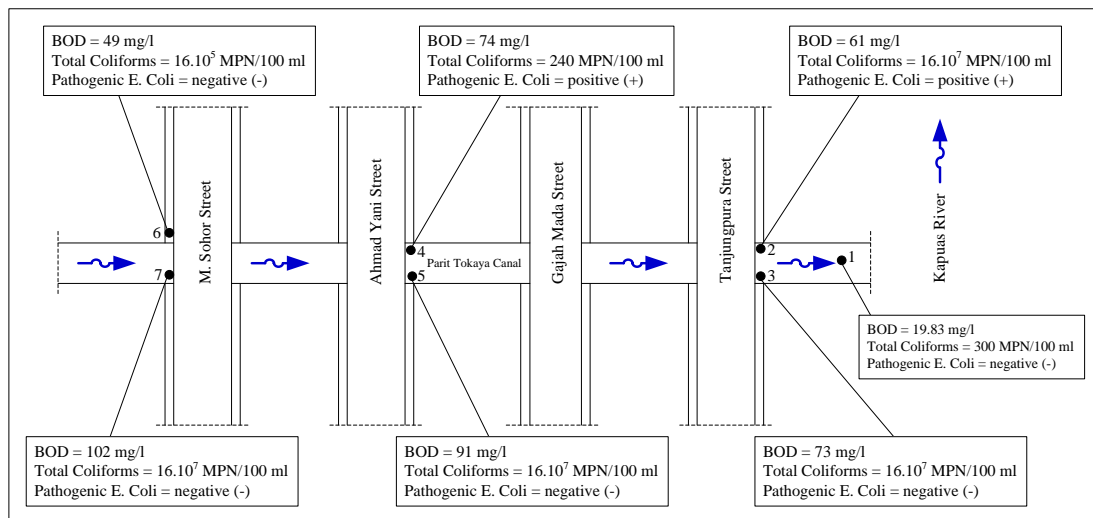 BOD = 49 mg/l
Total Coliforms = 16.10⁵ MPN/100 ml
Pathogenic E. Coli = negative (-)
BOD = 74 mg/l
Total Coliforms = 240 MPN/100 ml
Pathogenic E. Coli = positive (+)
BOD = 61 mg/l
Total Coliforms = 16.10⁷ MPN/100 ml
Pathogenic E. Coli = positive (+)
6
7
M. Sohor Street
Ahmad Yani Street
4
5
Parit Tokaya Canal
Gajah Mada Street
Tanjungpura Street
2
3
1
Kapuas River
BOD = 19.83 mg/l
Total Coliforms = 300 MPN/100 ml
Pathogenic E. Coli = negative (-)
BOD = 102 mg/l
Total Coliforms = 16.10⁷ MPN/100 ml
Pathogenic E. Coli = negative (-)
BOD = 91 mg/l
Total Coliforms = 16.10⁷ MPN/100 ml
Pathogenic E. Coli = negative (-)
BOD = 73 mg/l
Total Coliforms = 16.10⁷ MPN/100 ml
Pathogenic E. Coli = negative (-)